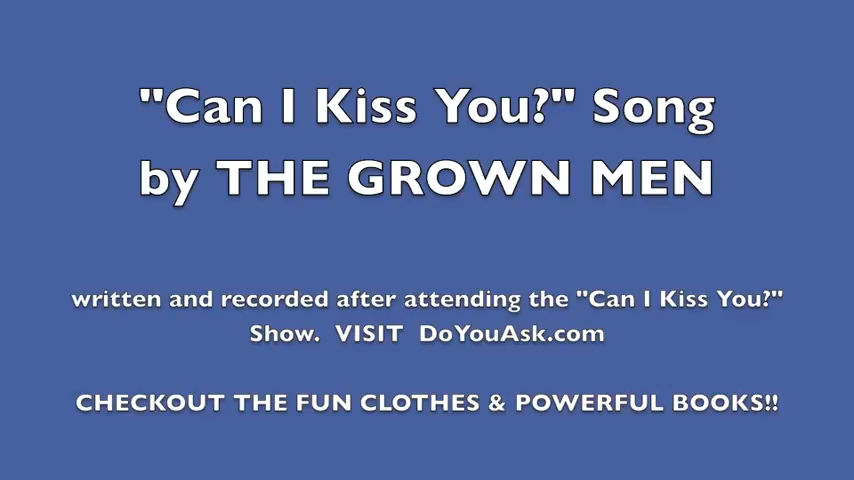 "Can I Kiss You?" Song
by THE GROWN MEN
written and recorded after attending the "Can I Kiss You?"
Show. VISIT DoYouAsk.com
CHECKOUT THE FUN CLOTHES & POWERFUL BOOKS!!